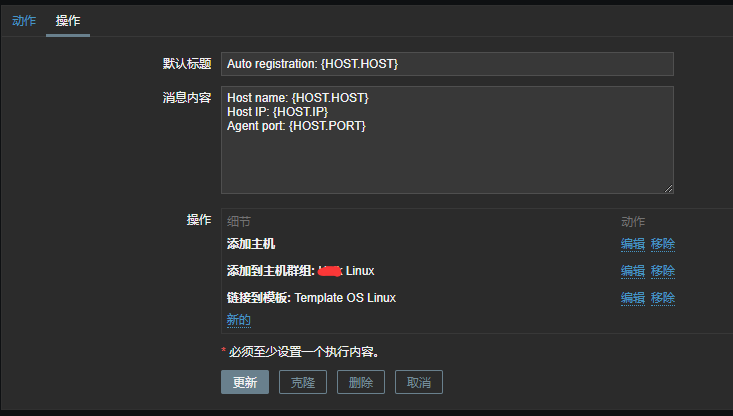 动作 操作
默认标题 Auto registration: {HOST.HOST}
消息内容 Host name: {HOST.HOST}
Host IP: {HOST.IP}
Agent port: {HOST.PORT}
操作 细节 动作
添加主机 编辑 移除
添加到主机群组: Linux 编辑 移除
链接到模板: Template OS Linux 编辑 移除
新的
* 必须至少设置一个执行内容。
更新 克隆 删除 取消